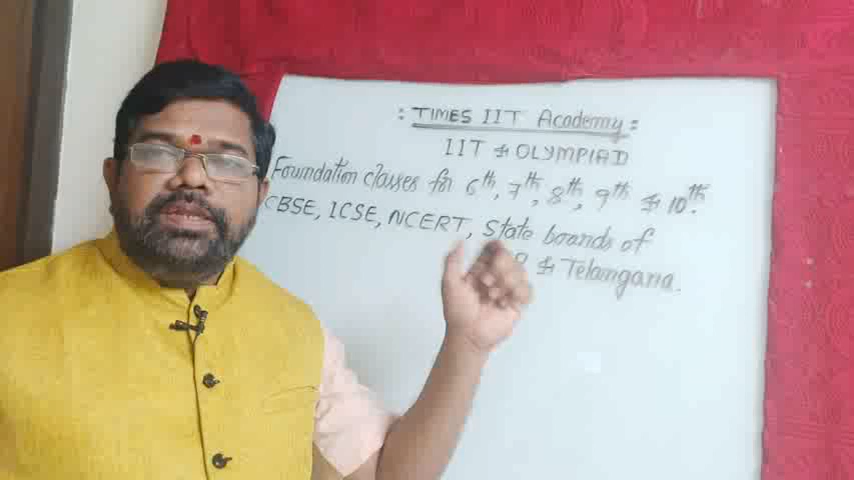 : TIMES IIT Academy :
IIT & OLYMPIAD
Foundation classes for 6th, 7th, 8th, 9th & 10th.
CBSE, ICSE, NCERT, State boards of
& Telangana.